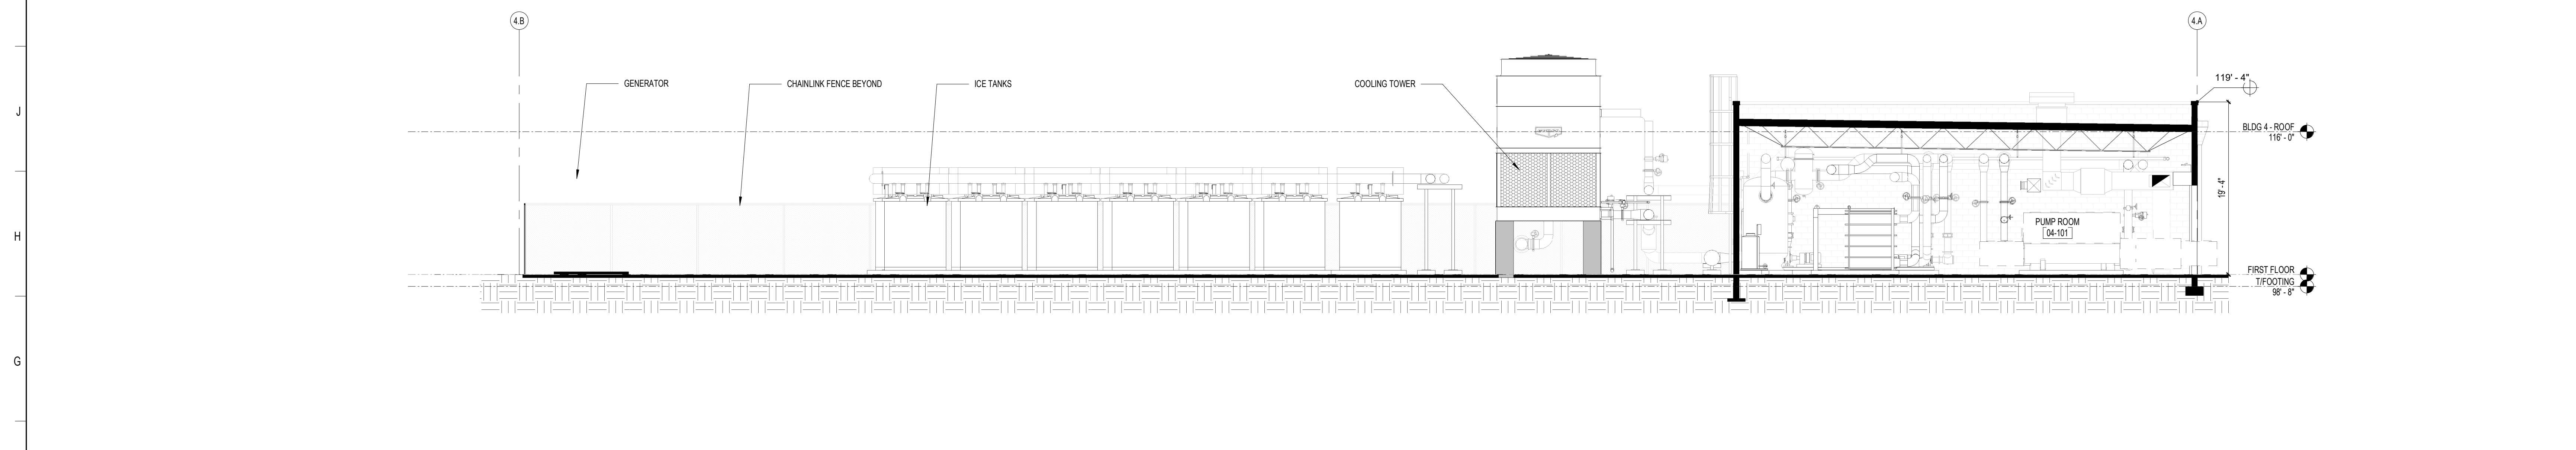 4.B
4.A
J
H
G
GENERATOR
CHAINLINK FENCE BEYOND
ICE TANKS
COOLING TOWER
119' - 4"
BLDG 4 - ROOF
116' - 0"
19' - 4"
PUMP ROOM
04-101
FIRST FLOOR
T/FOOTING
98' - 8"